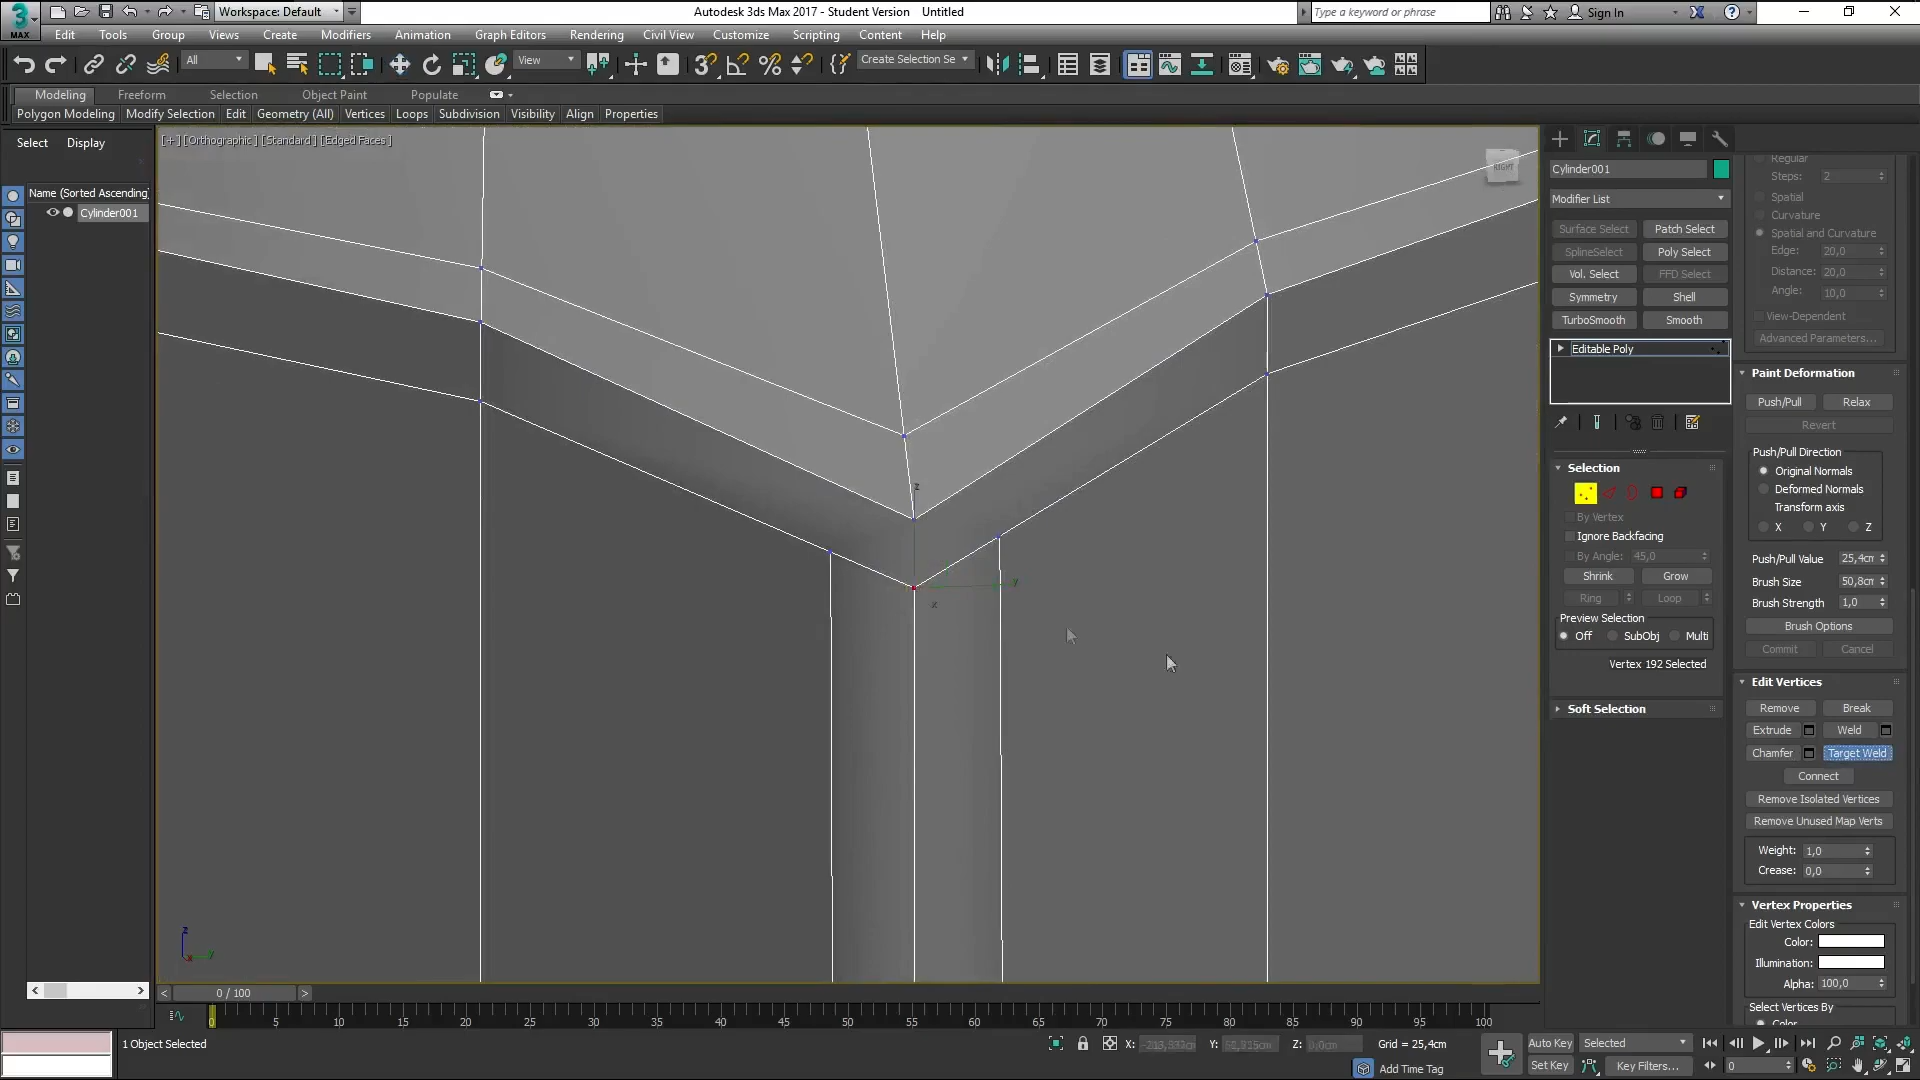 MAX
Workspace: Default
Autodesk 3ds Max 2017 - Student Version Untitled
Type a keyword or phrase
Sign In
Edit Tools Group Views Create Modifiers Animation Graph Editors Rendering Civil View Customize Scripting Content Help
All
View
Create Selection Se
Modeling Freeform Selection Object Paint Populate
Polygon Modeling Modify Selection Edit Geometry (All) Vertices Loops Subdivision Visibility Align Properties
Select Display
Name (Sorted Ascending)
Cylinder001
[+] [Orthographic] [Standard] [Edged Faces]
RIGHT
z
y
x
z
x y
Cylinder001
Modifier List
Surface Select Patch Select
SplineSelect Poly Select
Vol. Select FFD Select
Symmetry Shell
TurboSmooth Smooth
Editable Poly
Selection
By Vertex
Ignore Backfacing
By Angle: 45,0
Shrink Grow
Ring Loop
Preview Selection
Off SubObj Multi
Vertex 192 Selected
Soft Selection
Regular
Steps: 2
Spatial
Curvature
Spatial and Curvature
Edge: 20,0
Distance: 20,0
Angle: 10,0
View-Dependent
Advanced Parameters...
Paint Deformation
Push/Pull Relax
Revert
Push/Pull Direction
Original Normals
Deformed Normals
Transform axis
X Y Z
Push/Pull Value 25,4cm
Brush Size 50,8cm
Brush Strength 1,0
Brush Options
Commit Cancel
Edit Vertices
Remove Break
Extrude Weld
Chamfer Target Weld
Connect
Remove Isolated Vertices
Remove Unused Map Verts
Weight: 1,0
Crease: 0,0
Vertex Properties
Edit Vertex Colors
Color:
Illumination:
Alpha: 100,0
Select Vertices By
Color
< 0 / 100 >
0 5 10 15 20 25 30 35 40 45 50 55 60 65 70 75 80 85 90 95 100
1 Object Selected
X: Y: Z: 0,0cm
Grid = 25,4cm
Add Time Tag
Auto Key Selected
Set Key Key Filters...
0